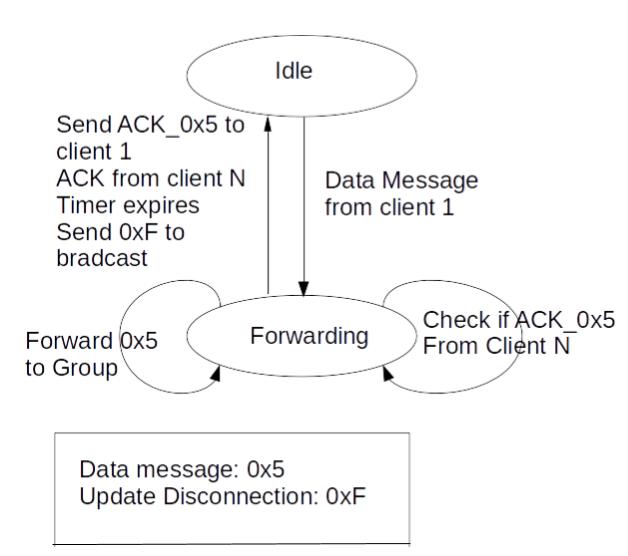 Idle
Send ACK_0x5 to
client 1
ACK from client N
Timer expires
Send 0xF to
bradcast
Data Message
from client 1
Forward 0x5
to Group
Forwarding
Check if ACK_0x5
From Client N
Data message: 0x5
Update Disconnection: 0xF